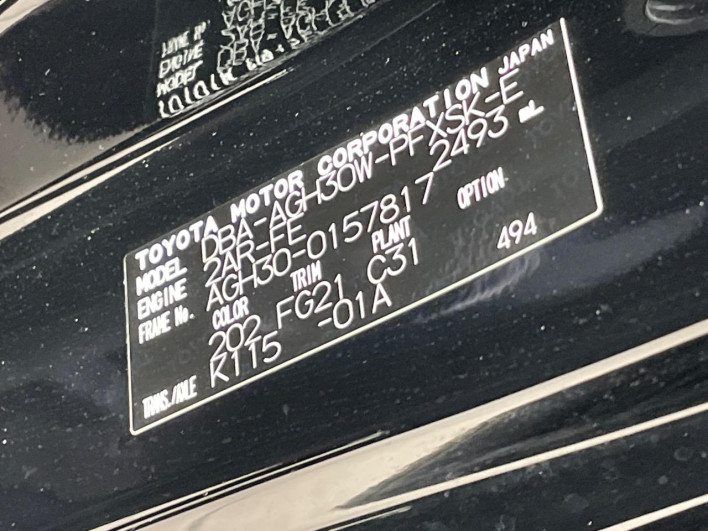 TOYOTA MOTOR CORPORATION JAPAN
MODEL DBA-AGH30W-PFXSK-E
ENGINE 2AR-FE 2493 mL
FRAME No. AGH30-0157817
COLOR TRIM PLANT OPTION
202 FG21 C31 494
TRANS./AXLE K115 -01A